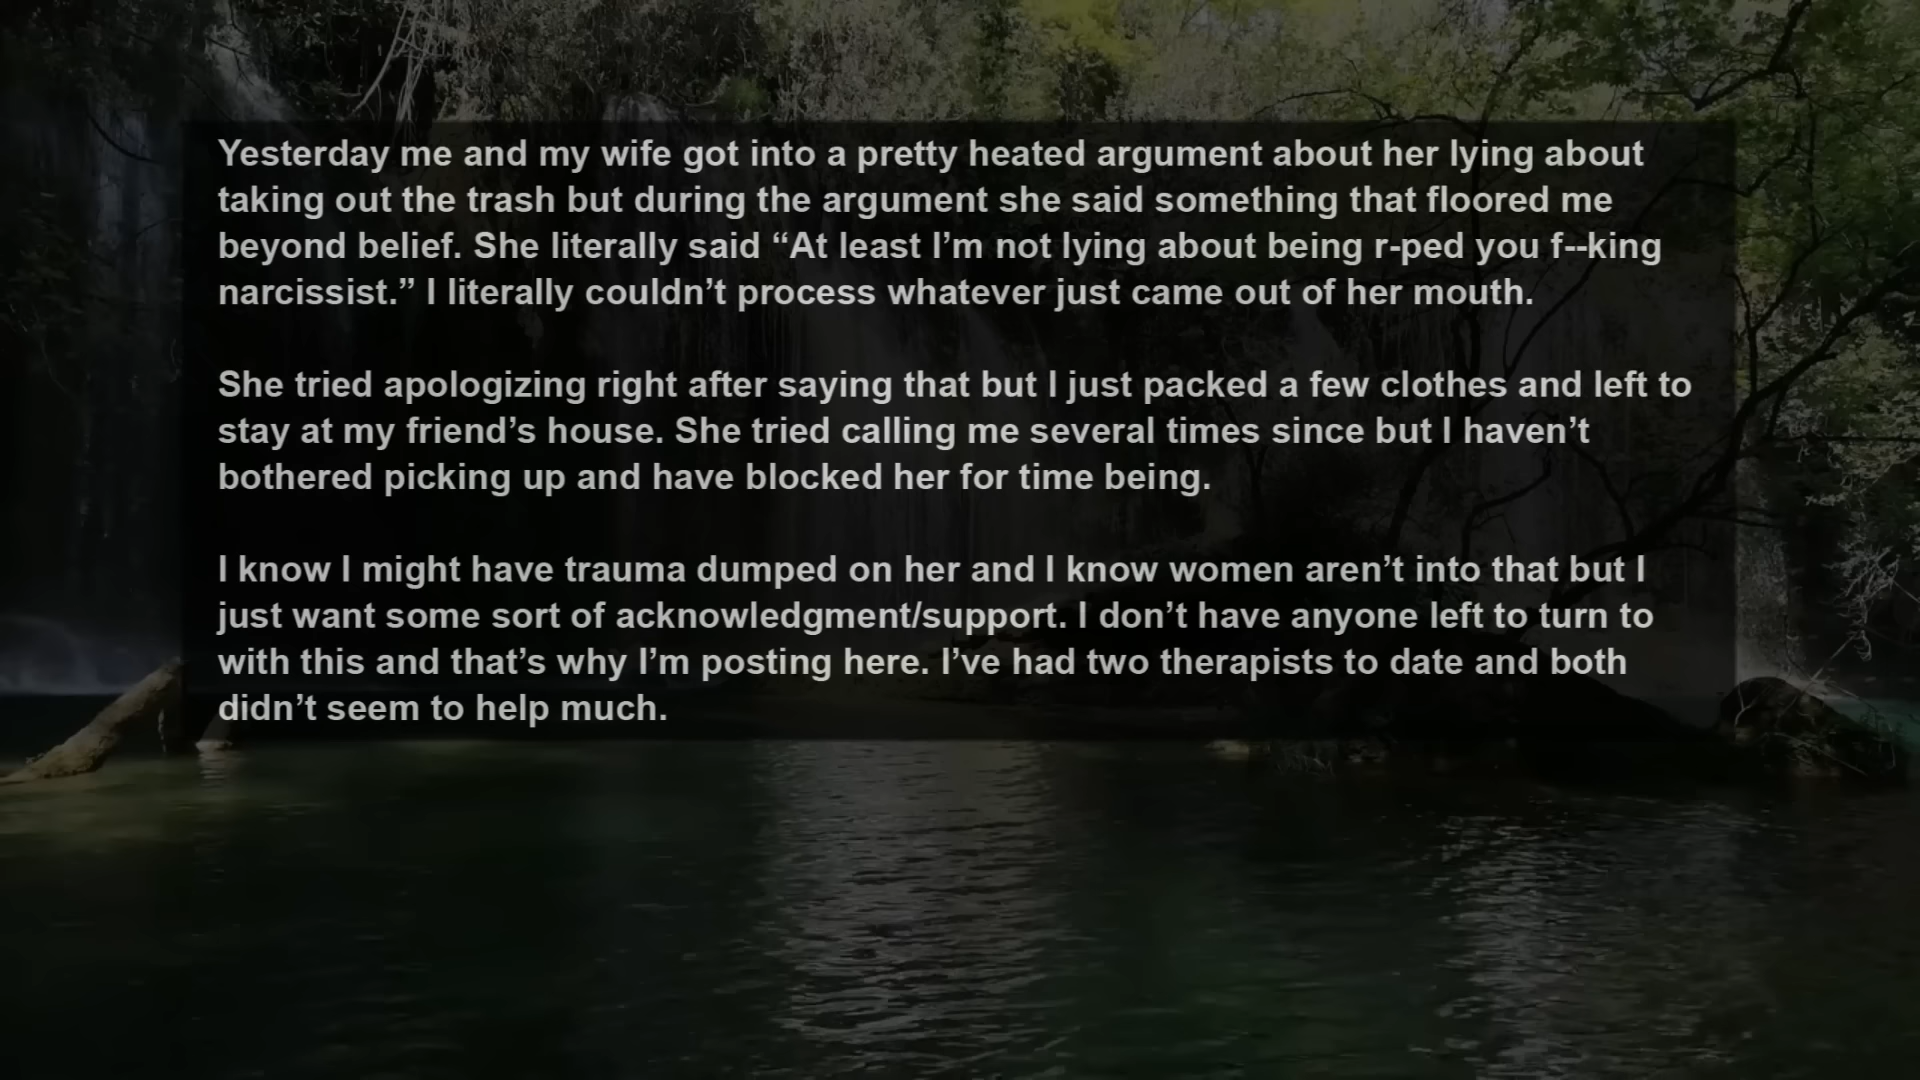 Yesterday me and my wife got into a pretty heated argument about her lying about
taking out the trash but during the argument she said something that floored me
beyond belief. She literally said “At least I’m not lying about being r-ped you f--king
narcissist.” I literally couldn’t process whatever just came out of her mouth.
She tried apologizing right after saying that but I just packed a few clothes and left to
stay at my friend’s house. She tried calling me several times since but I haven’t
bothered picking up and have blocked her for time being.
I know I might have trauma dumped on her and I know women aren’t into that but I
just want some sort of acknowledgment/support. I don’t have anyone left to turn to
with this and that’s why I’m posting here. I’ve had two therapists to date and both
didn’t seem to help much.